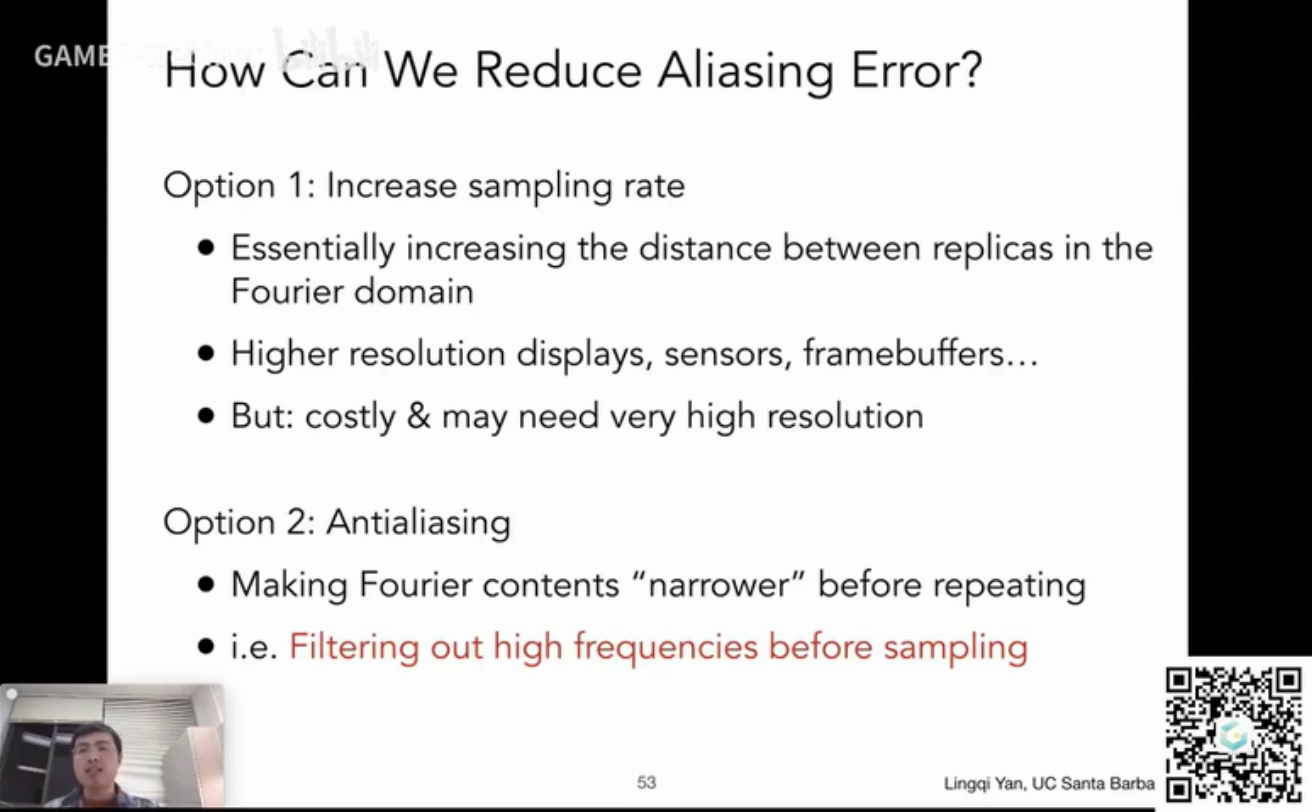 GAME
bilibili
How Can We Reduce Aliasing Error?
Option 1: Increase sampling rate
● Essentially increasing the distance between replicas in the
Fourier domain
● Higher resolution displays, sensors, framebuffers…
● But: costly & may need very high resolution
Option 2: Antialiasing
● Making Fourier contents “narrower” before repeating
● i.e. Filtering out high frequencies before sampling
53
Lingqi Yan, UC Santa Barba